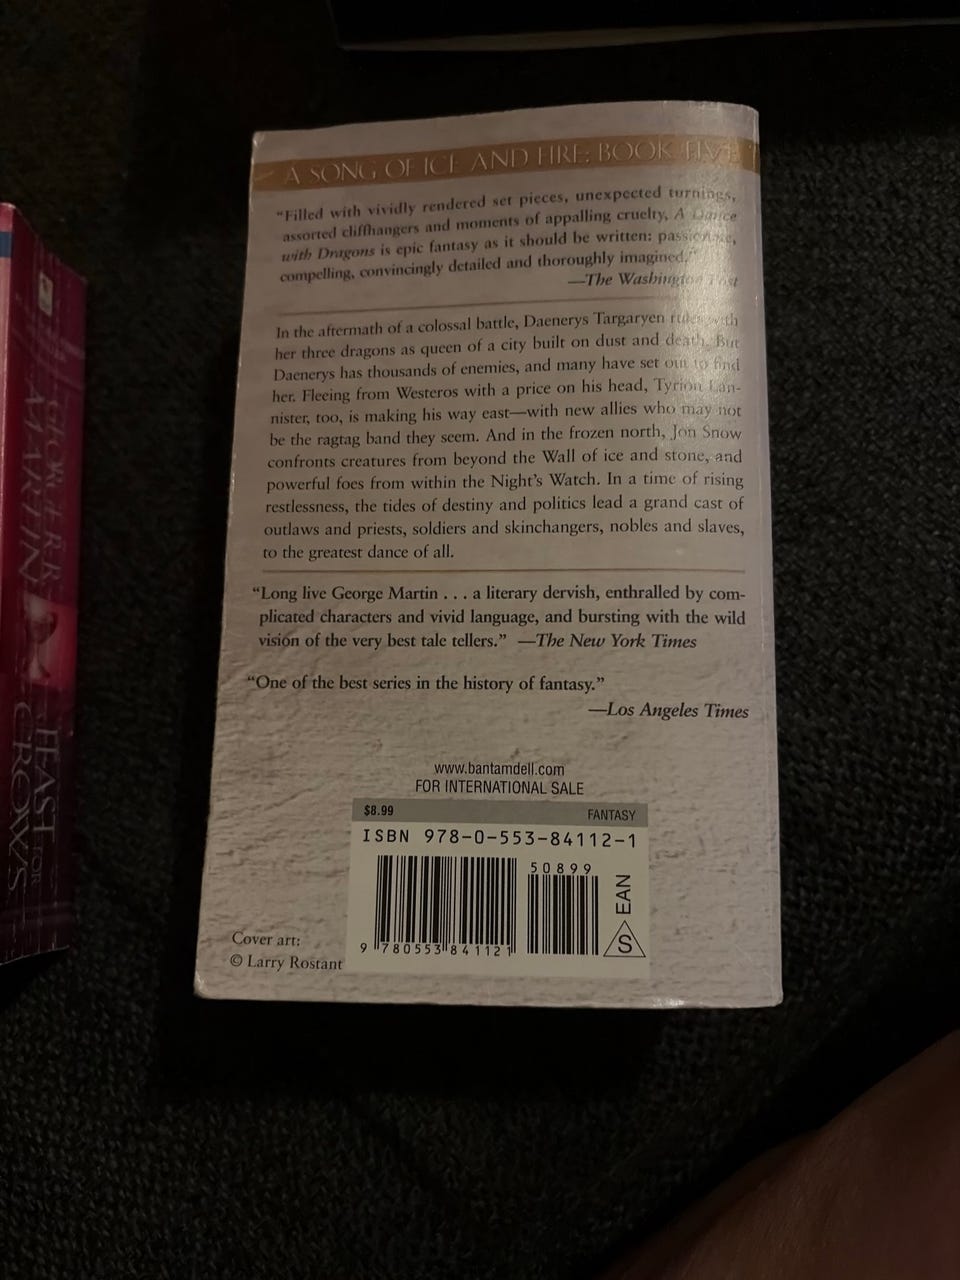 A SONG OF ICE AND FIRE: BOOK FIVE
"Filled with vividly rendered set pieces, unexpected turnings,
assorted cliffhangers and moments of appalling cruelty, A Dance
with Dragons is epic fantasy as it should be written: passionate,
compelling, convincingly detailed and thoroughly imagined."
—The Washington Post
In the aftermath of a colossal battle, Daenerys Targaryen rules with
her three dragons as queen of a city built on dust and death. But
Daenerys has thousands of enemies, and many have set out to find
her. Fleeing from Westeros with a price on his head, Tyrion Lan-
nister, too, is making his way east—with new allies who may not
be the ragtag band they seem. And in the frozen north, Jon Snow
confronts creatures from beyond the Wall of ice and stone, and
powerful foes from within the Night's Watch. In a time of rising
restlessness, the tides of destiny and politics lead a grand cast of
outlaws and priests, soldiers and skinchangers, nobles and slaves,
to the greatest dance of all.
"Long live George Martin . . . a literary dervish, enthralled by com-
plicated characters and vivid language, and bursting with the wild
vision of the very best tale tellers." —The New York Times
"One of the best series in the history of fantasy."
—Los Angeles Times
www.bantamdell.com
FOR INTERNATIONAL SALE
$8.99 FANTASY
ISBN 978-0-553-84112-1
50899
EAN
S
9 780553 841121
Cover art:
© Larry Rostant
GEORGE R.R.
MARTIN
A FEAST FOR
CROWS